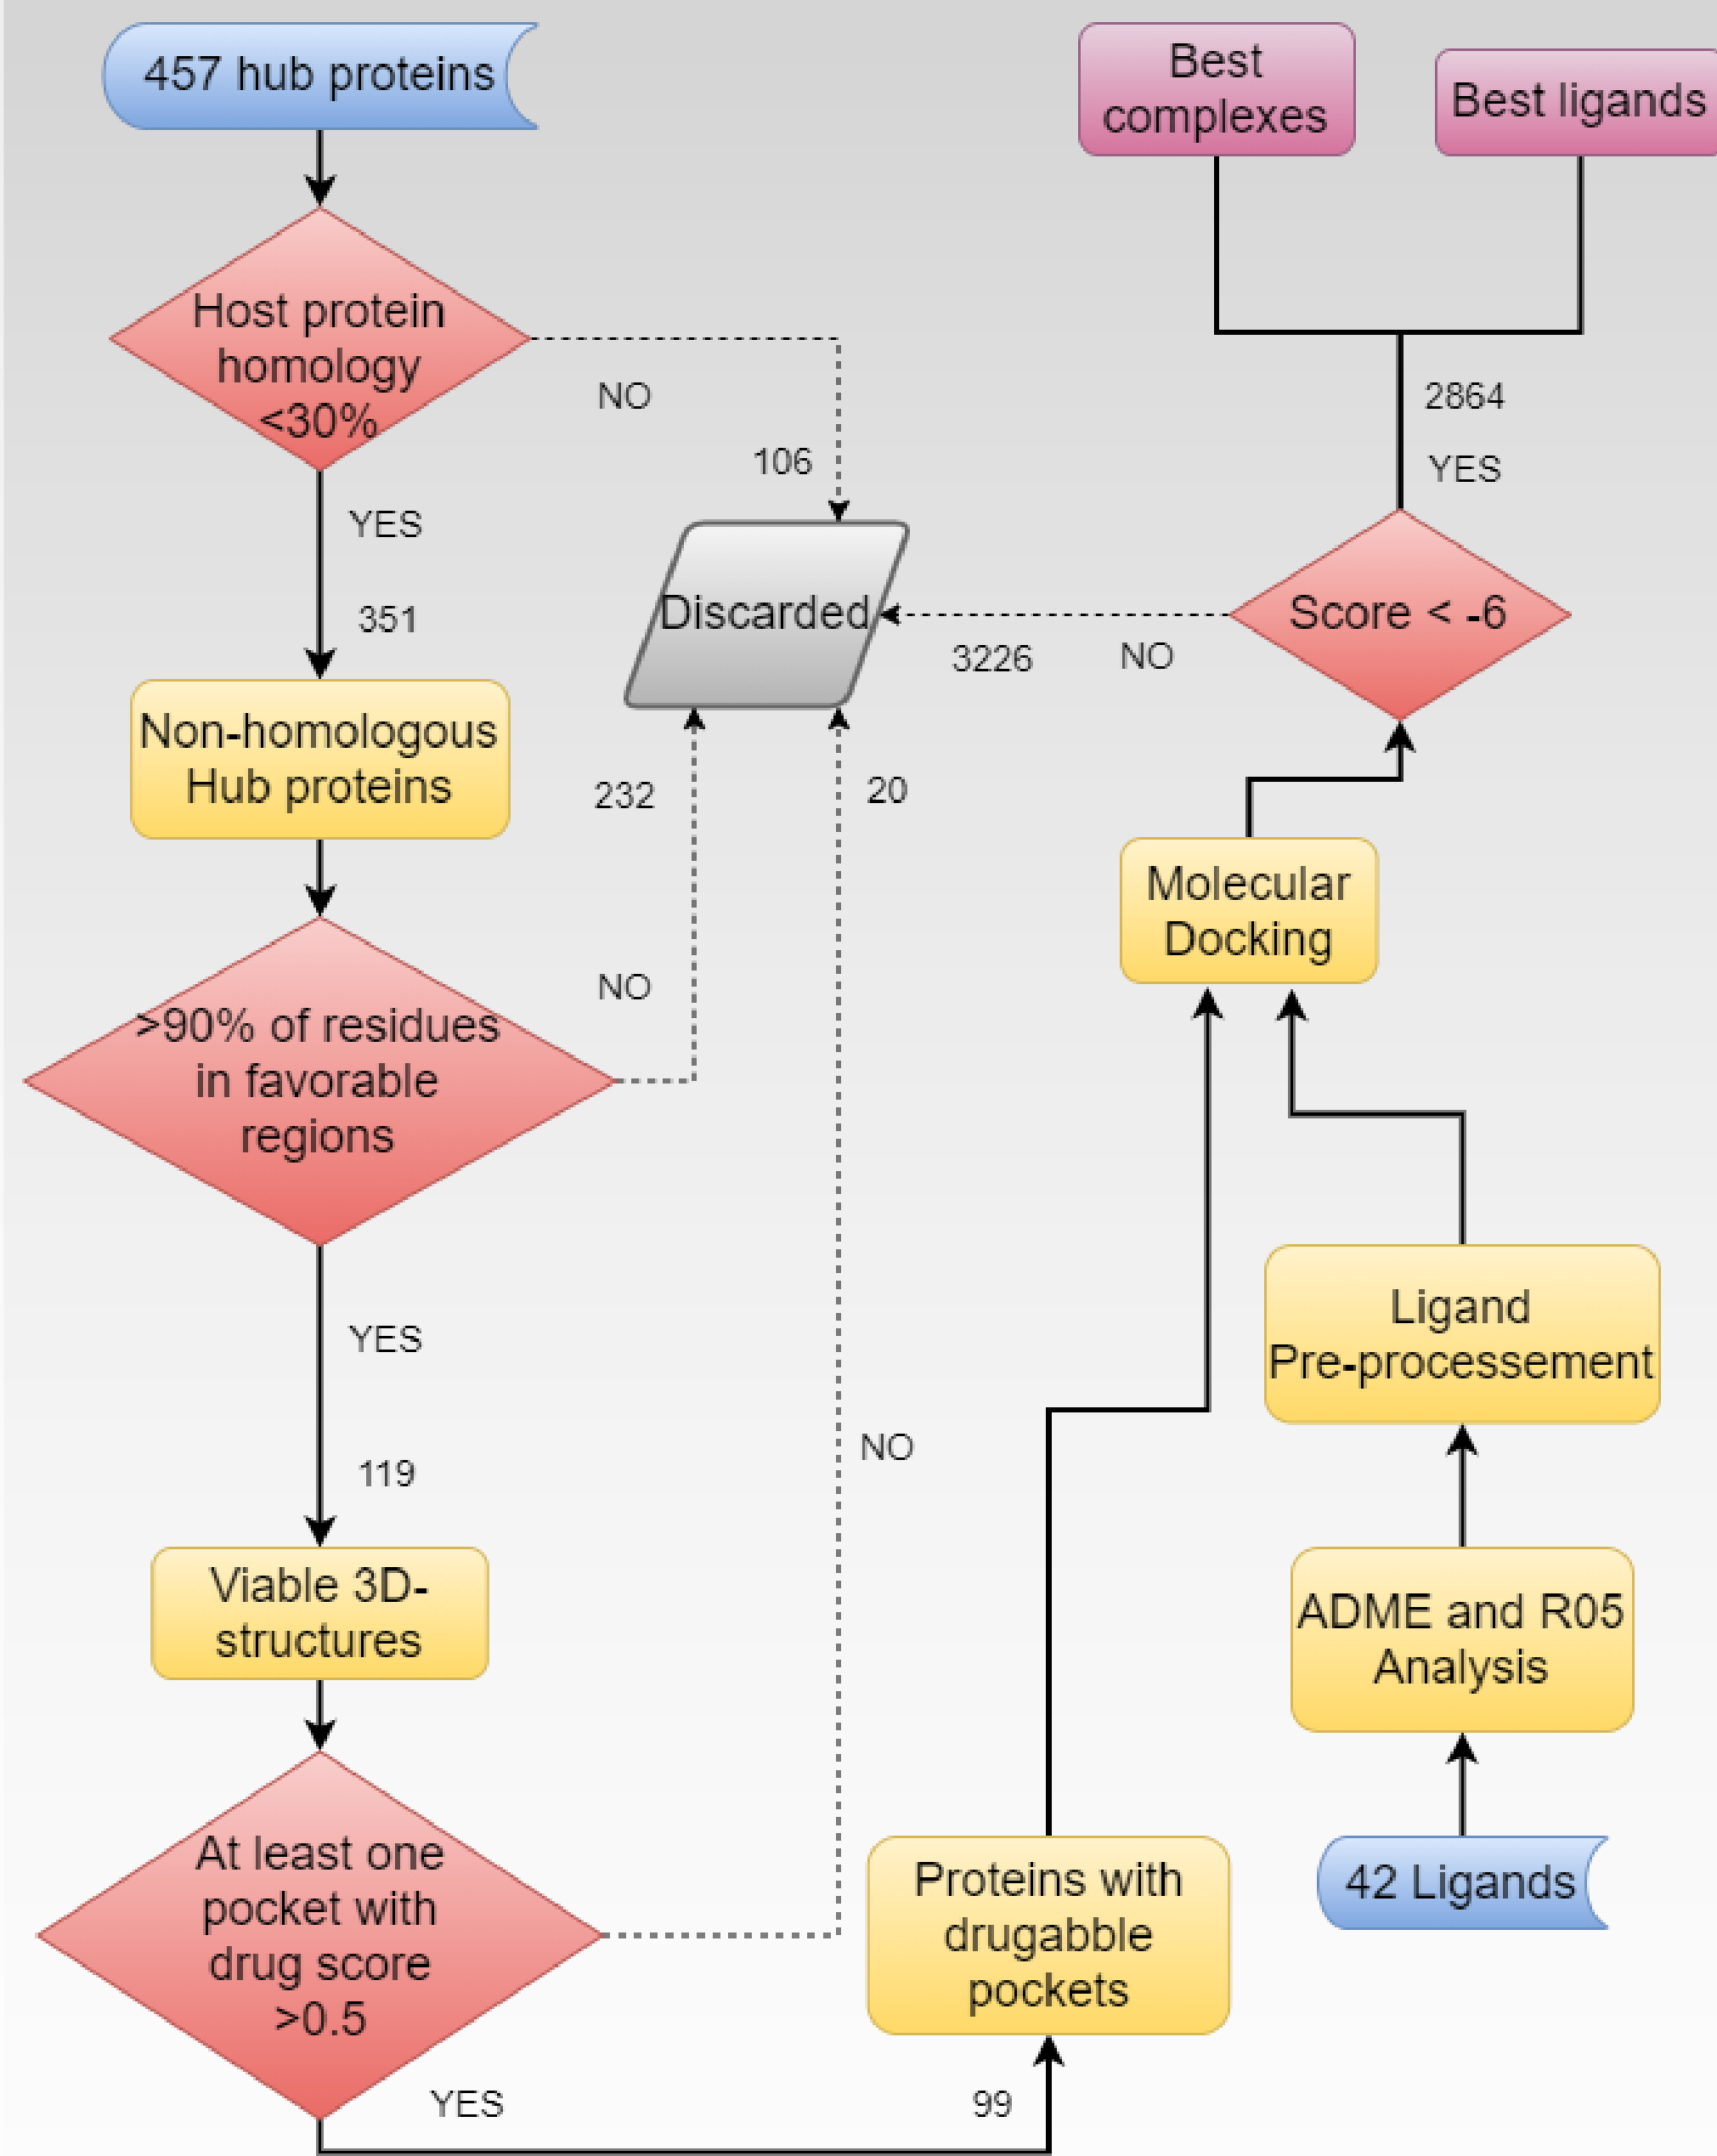 457 hub proteins
Host protein
homology
<30%
NO
106
YES
351
Non-homologous
Hub proteins
>90% of residues
in favorable
regions
NO
232
YES
119
Viable 3D-
structures
At least one
pocket with
drug score
>0.5
NO
20
YES
99
Discarded
Proteins with
drugabble
pockets
42 Ligands
ADME and R05
Analysis
Ligand
Pre-processement
Molecular
Docking
Score < -6
NO
3226
YES
2864
Best
complexes
Best ligands